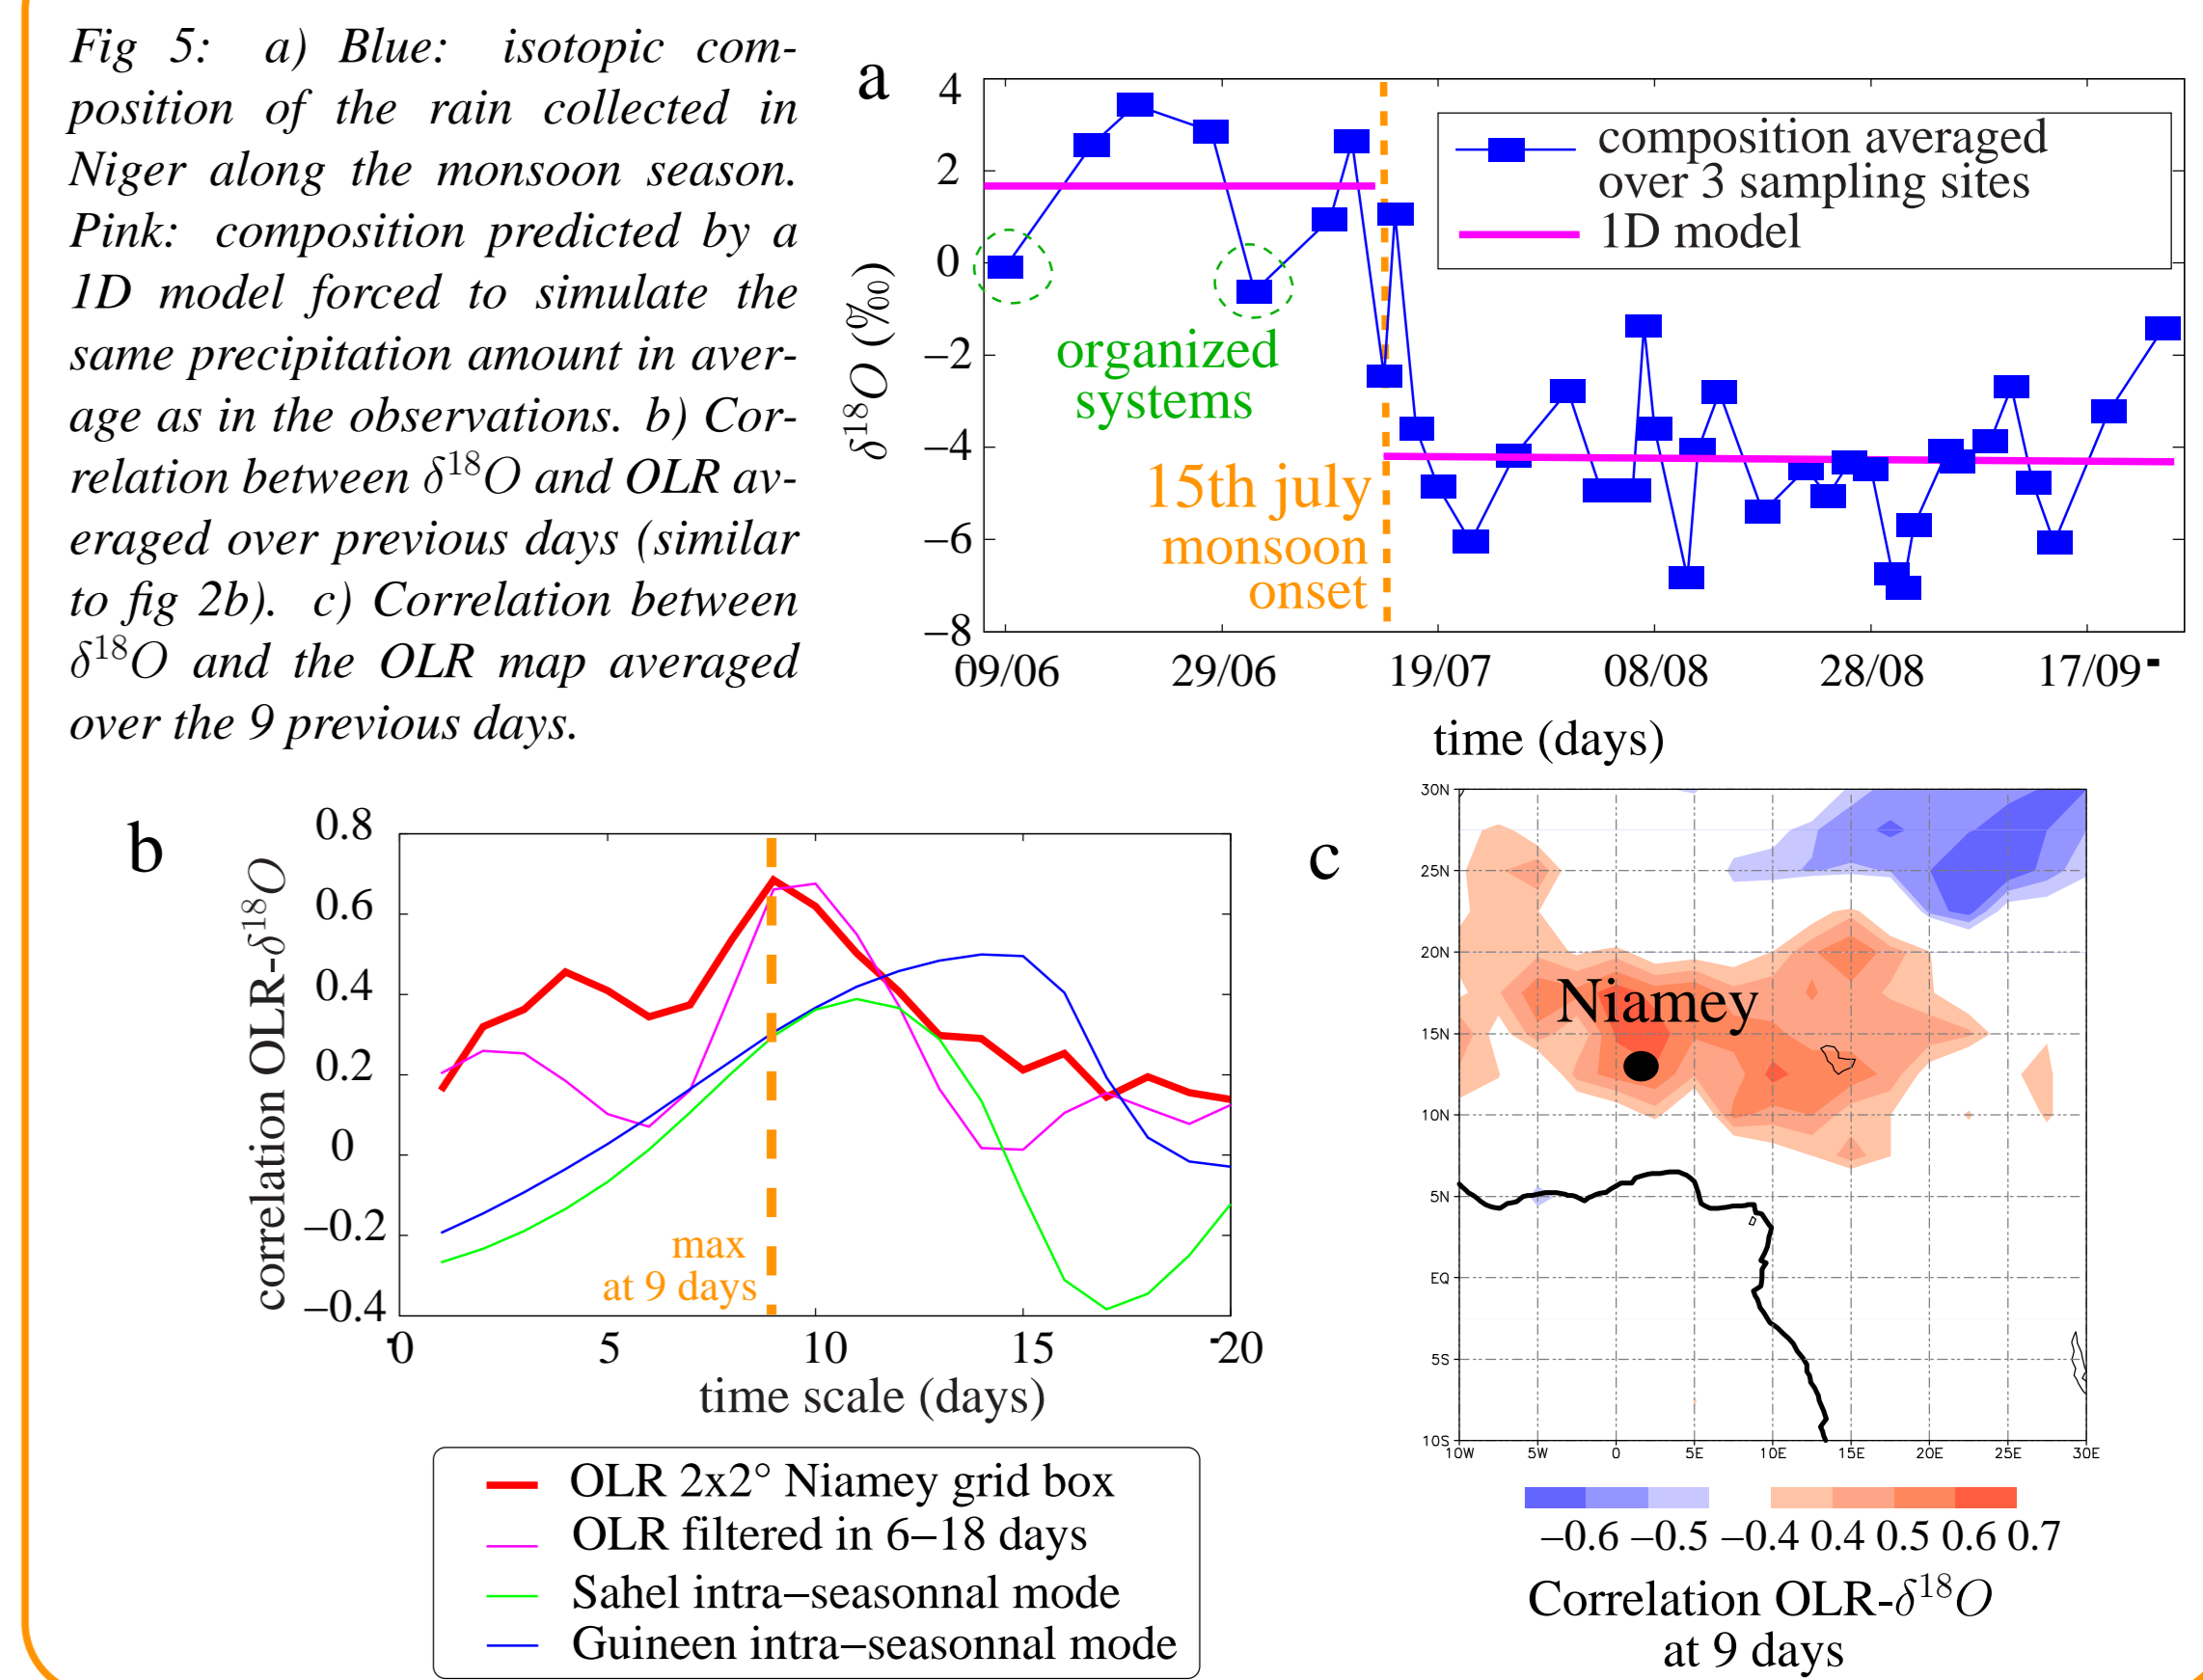 Fig 5: a) Blue: isotopic com-
position of the rain collected in
Niger along the monsoon season.
Pink: composition predicted by a
1D model forced to simulate the
same precipitation amount in aver-
age as in the observations. b) Cor-
relation between δ¹⁸O and OLR av-
eraged over previous days (similar
to fig 2b). c) Correlation between
δ¹⁸O and the OLR map averaged
over the 9 previous days.
a
4
2
0
−2
−4
−6
−8
δ¹⁸O (‰)
composition averaged
over 3 sampling sites
1D model
organized
systems
15th july
monsoon
onset
09/06 29/06 19/07 08/08 28/08 17/09
time (days)
b
0.8
0.6
0.4
0.2
0
−0.2
−0.4
correlation OLR-δ¹⁸O
max
at 9 days
0 5 10 15 20
time scale (days)
OLR 2x2° Niamey grid box
OLR filtered in 6−18 days
Sahel intra−seasonnal mode
Guineen intra−seasonnal mode
c
30N
25N
20N
15N
10N
5N
EQ
5S
10S
Niamey
10W 5W 0 5E 10E 15E 20E 25E 30E
−0.6 −0.5 −0.4 0.4 0.5 0.6 0.7
Correlation OLR-δ¹⁸O
at 9 days